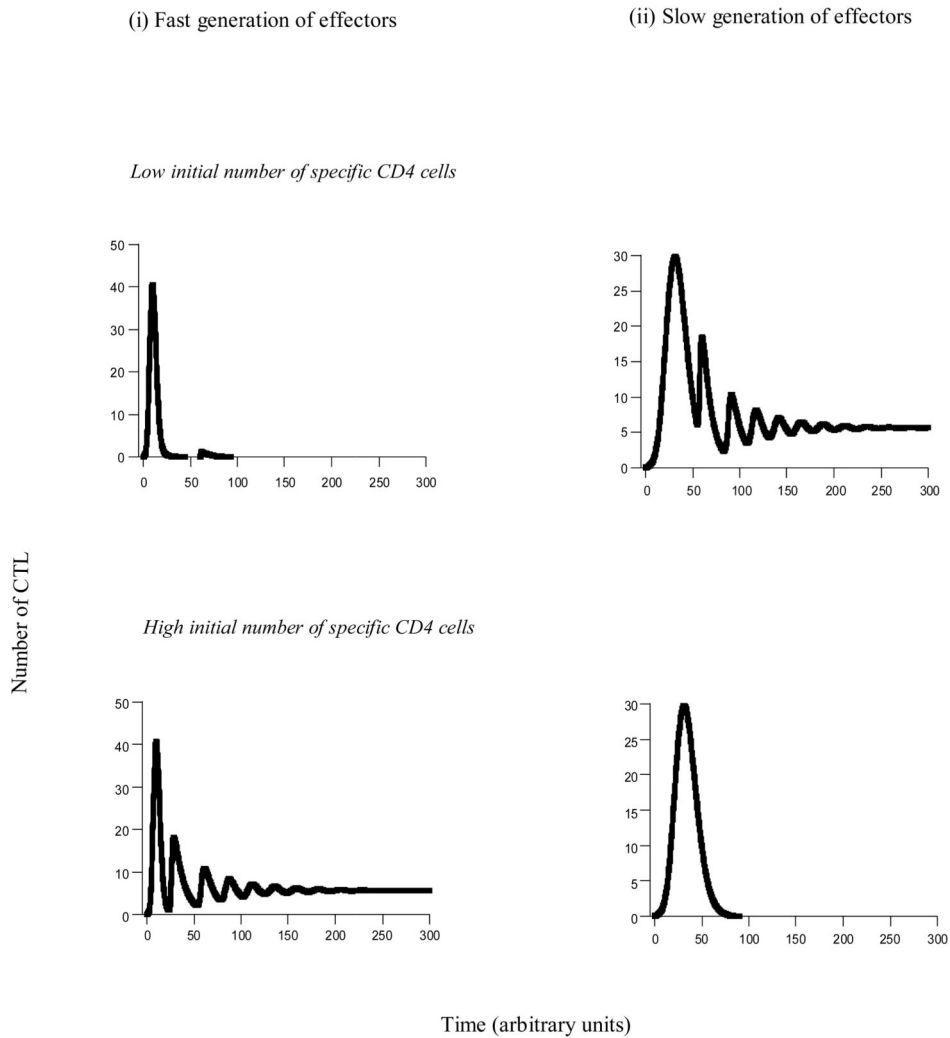 (i) Fast generation of effectors
(ii) Slow generation of effectors
Low initial number of specific CD4 cells
50
40
30
20
10
0
0 50 100 150 200 250 300
30
25
20
15
10
5
0
0 50 100 150 200 250 300
Number of CTL
High initial number of specific CD4 cells
50
40
30
20
10
0
0 50 100 150 200 250 300
30
25
20
15
10
5
0
0 50 100 150 200 250 300
Time (arbitrary units)